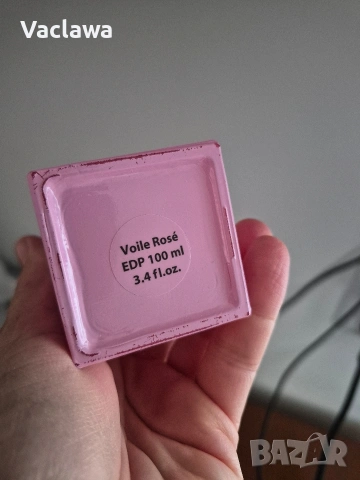 Vaclawa
Voile Rosé
EDP 100 ml
3.4 fl.oz.
BAZAR